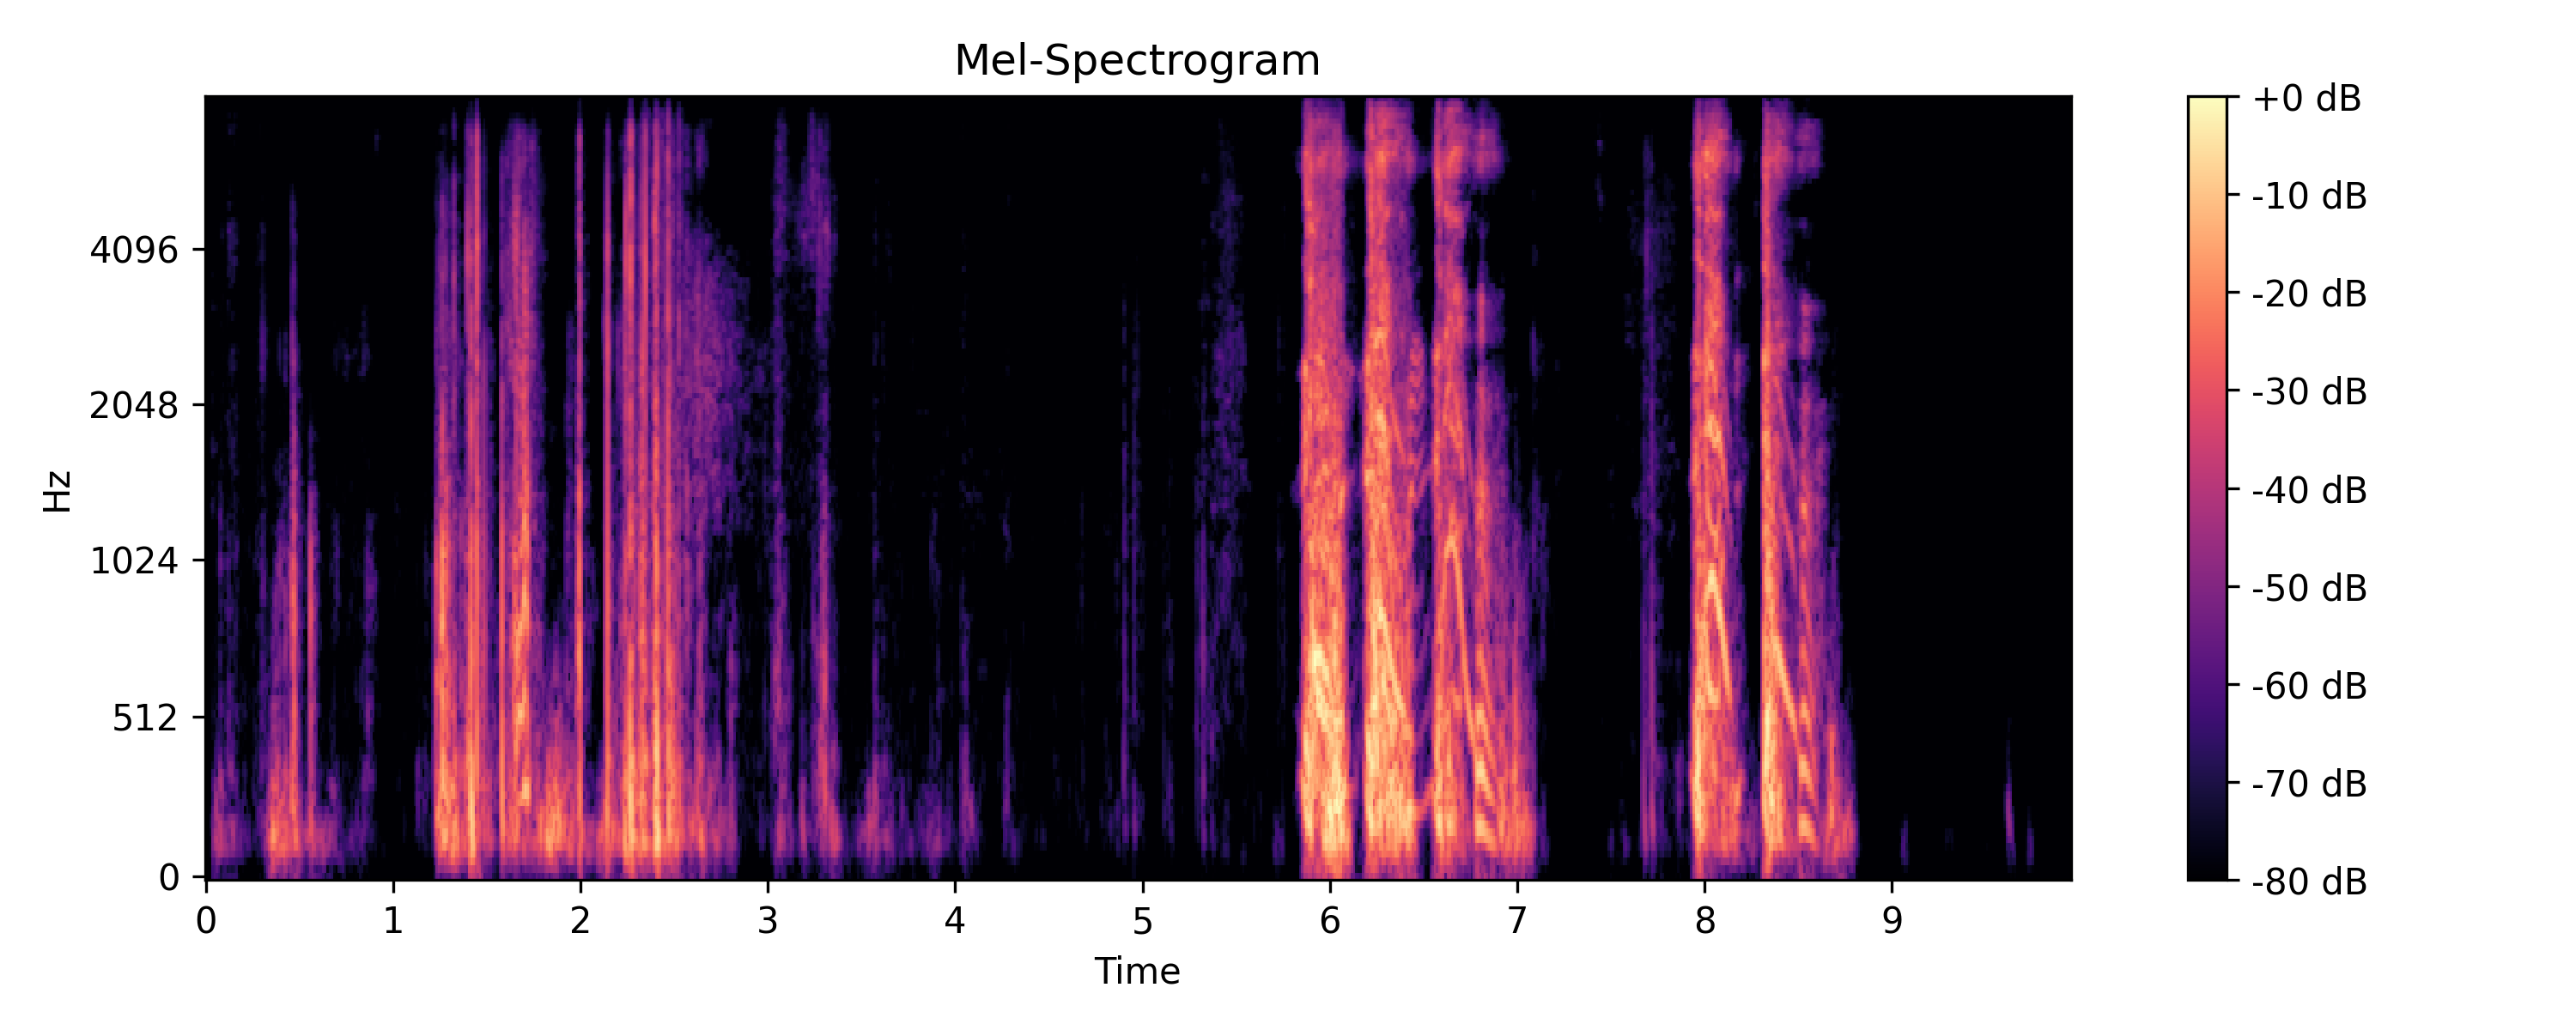 Mel-Spectrogram
+0 dB
-10 dB
-20 dB
-30 dB
-40 dB
-50 dB
-60 dB
-70 dB
-80 dB
Hz
4096
2048
1024
512
0
0 1 2 3 4 5 6 7 8 9
Time